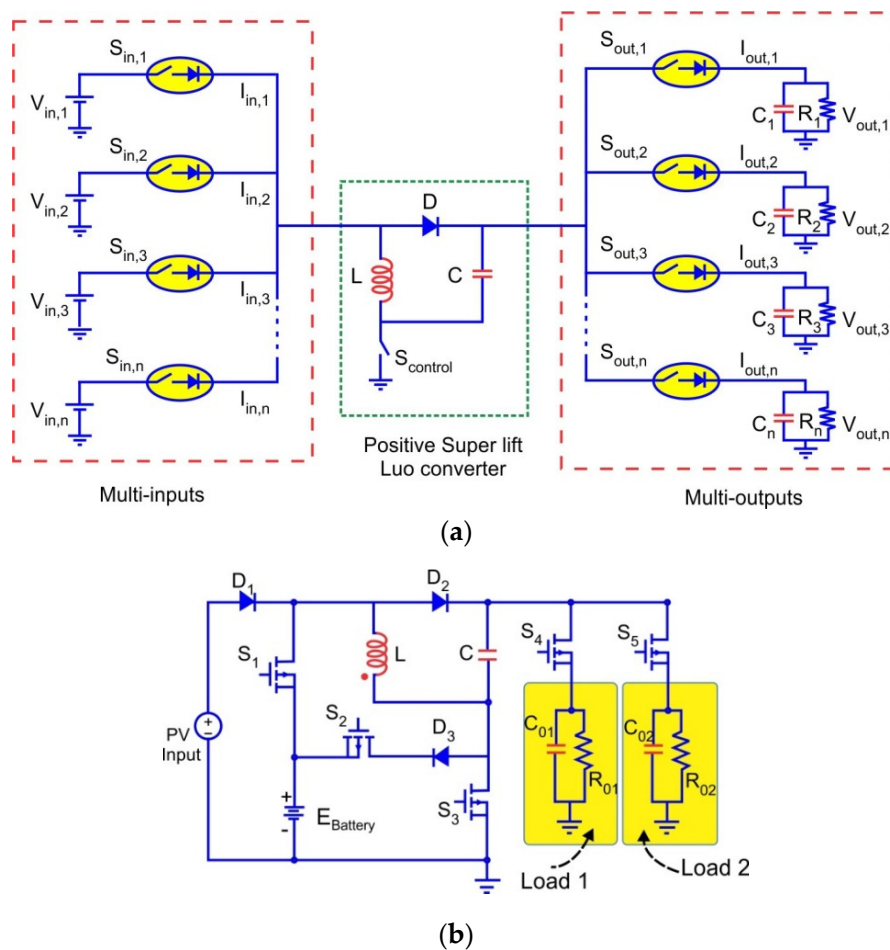 S_in,1
I_in,1
V_in,1
S_in,2
I_in,2
V_in,2
S_in,3
I_in,3
V_in,3
S_in,n
I_in,n
V_in,n
Multi-inputs
D
L
C
S_control
Positive Super lift
Luo converter
S_out,1
I_out,1
C_1
R_1
V_out,1
S_out,2
I_out,2
C_2
R_2
V_out,2
S_out,3
I_out,3
C_3
R_3
V_out,3
S_out,n
I_out,n
C_n
R_n
V_out,n
Multi-outputs
(a)
D_1
D_2
S_1
L
C
S_4
S_5
S_2
D_3
PV
Input
+
-
+
-
E_Battery
S_3
C_01
R_01
C_02
R_02
Load 1
Load 2
(b)